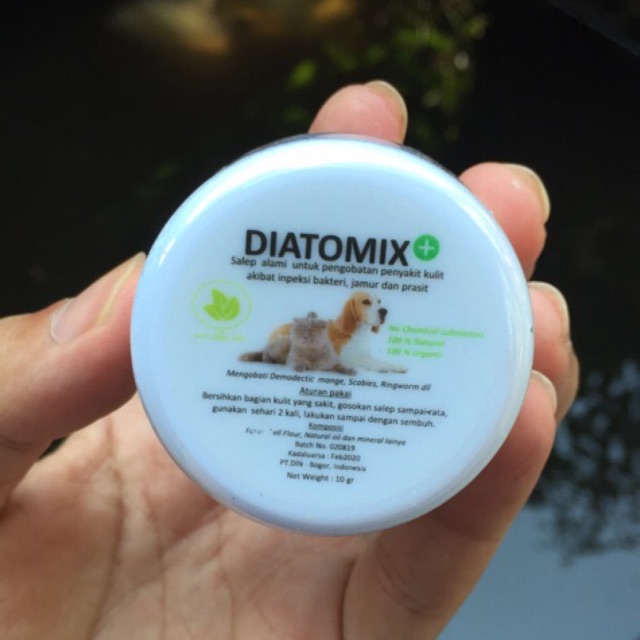 DIATOMIX+
Salep alami untuk pengobatan penyakit kulit
akibat inpeksi bakteri, jamur dan prasit
No Chemical substances
100 % Natural
100 % organic
Mengobati Demodectic mange, Scabies, Ringworm dll
Aturan pakai
Bersihkan bagian kulit yang sakit, gosokan salep sampai rata,
gunakan sehari 2 kali, lakukan sampai dengan sembuh.
Komposisi
Flour, Natural oil dan mineral lainya
Batch No. 020819
Kadaluarsa : Feb2020
PT.DIN - Bogor, Indonesia
Net Weight : 10 gr